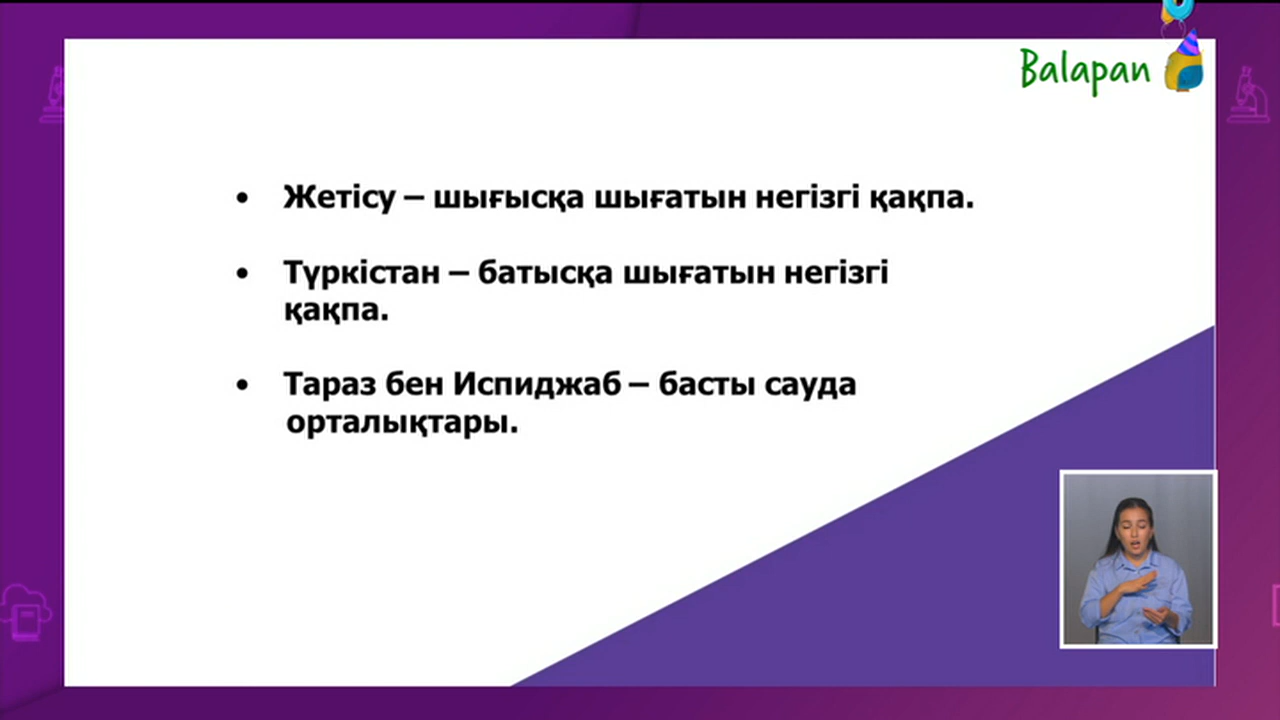 Balapan
• Жетісу – шығысқа шығатын негізгі қақпа.
• Түркістан – батысқа шығатын негізгі
қақпа.
• Тараз бен Испиджаб – басты сауда
орталықтары.